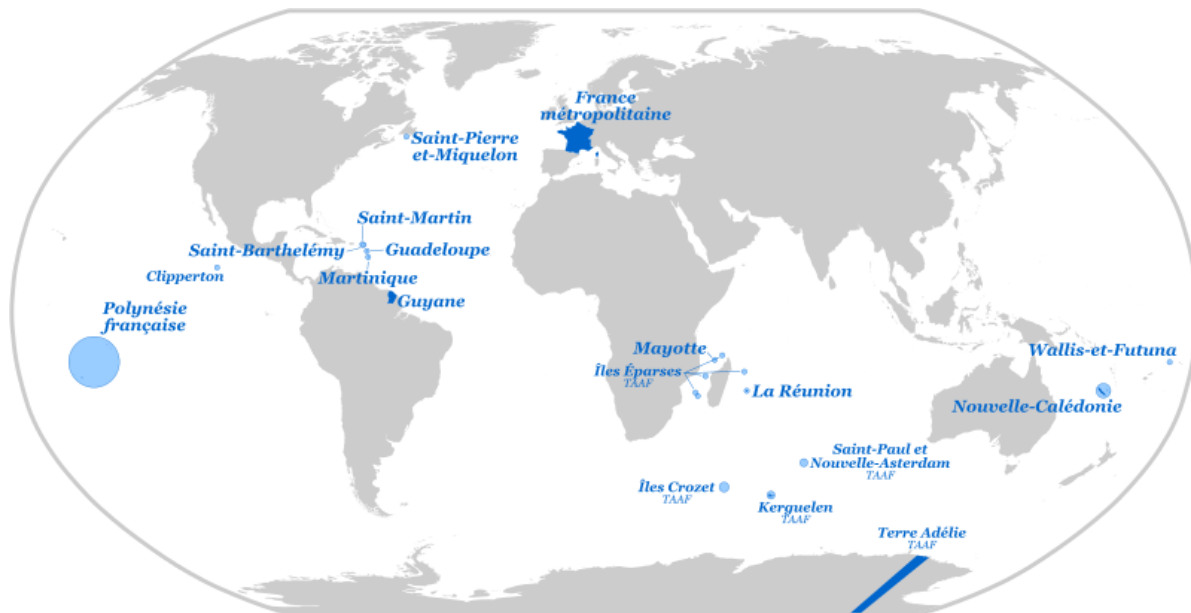 France
métropolitaine
Saint-Pierre
et-Miquelon
Saint-Martin
Saint-Barthelémy
Guadeloupe
Clipperton
Martinique
Guyane
Polynésie
française
Mayotte
Îles Éparses
TAAF
La Réunion
Wallis-et-Futuna
Nouvelle-Calédonie
Saint-Paul et
Nouvelle-Asterdam
TAAF
Îles Crozet
TAAF
Kerguelen
TAAF
Terre Adélie
TAAF